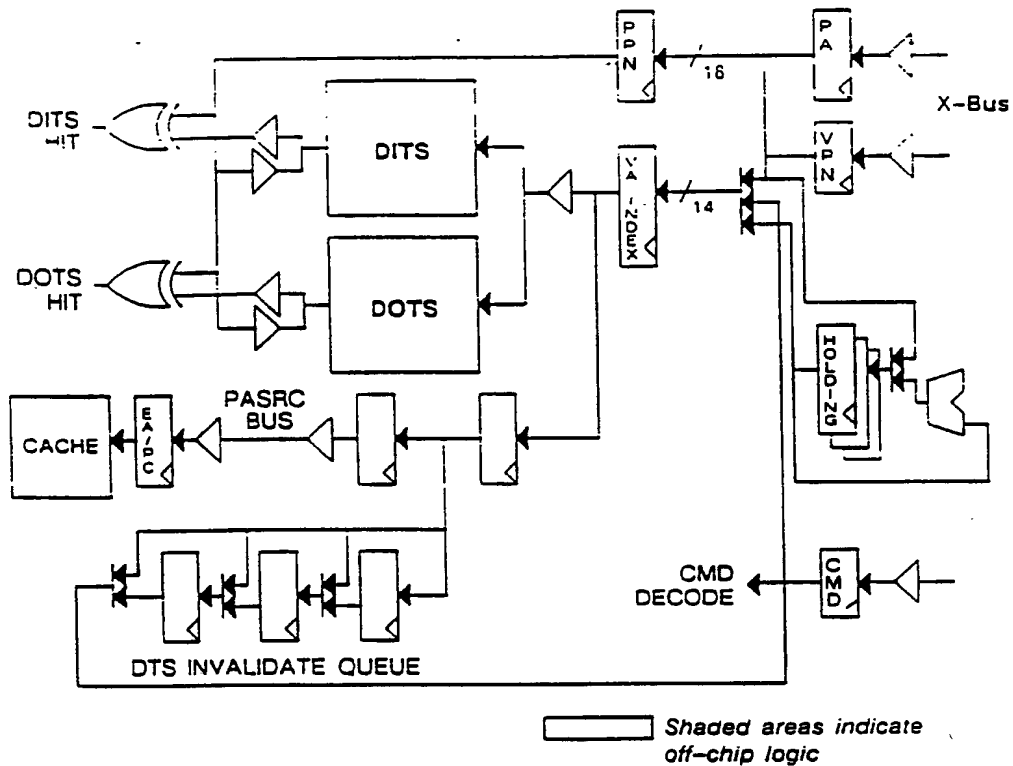 PPN
PA
16
X-Bus
DITS
HIT
DITS
VA INDEX
14
VPN
DOTS
HIT
DOTS
HOLDING
CACHE
EA/PC
PASRC
BUS
CMD
DECODE
CMD
DTS INVALIDATE QUEUE
Shaded areas indicate
off-chip logic